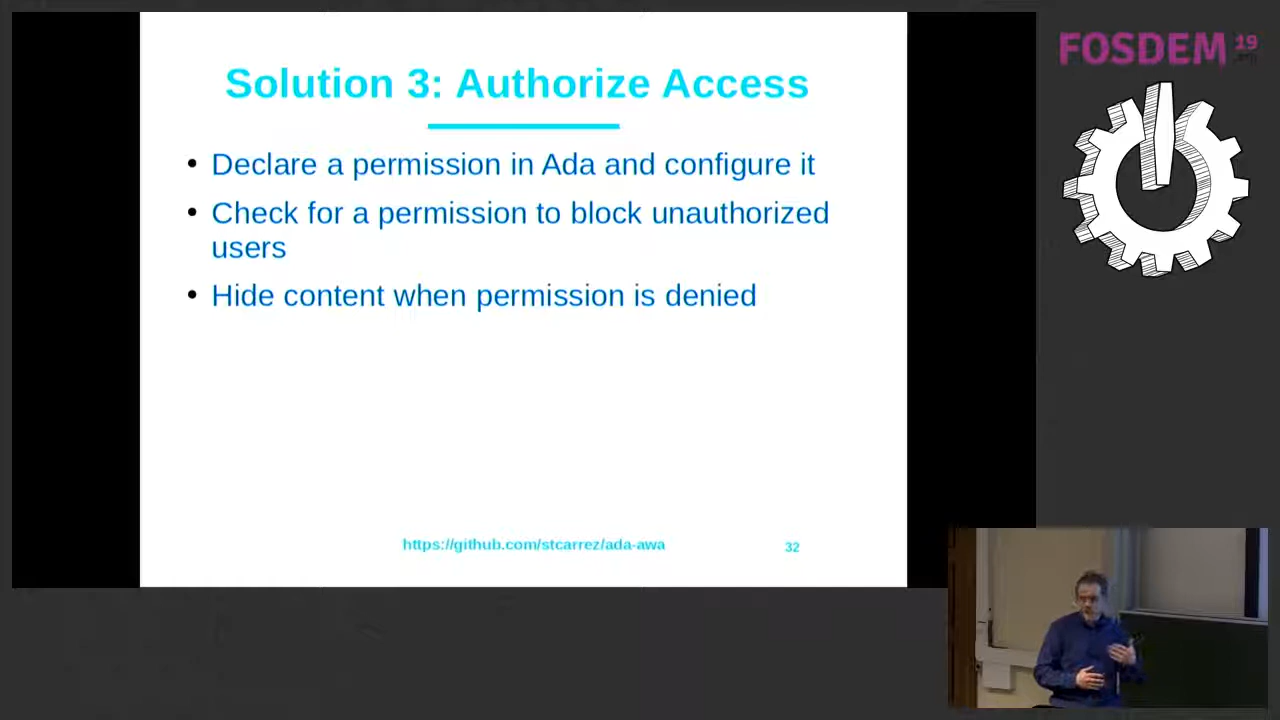 Solution 3: Authorize Access
• Declare a permission in Ada and configure it
• Check for a permission to block unauthorized
users
• Hide content when permission is denied
https://github.com/stcarrez/ada-awa
32
FOSDEM 19